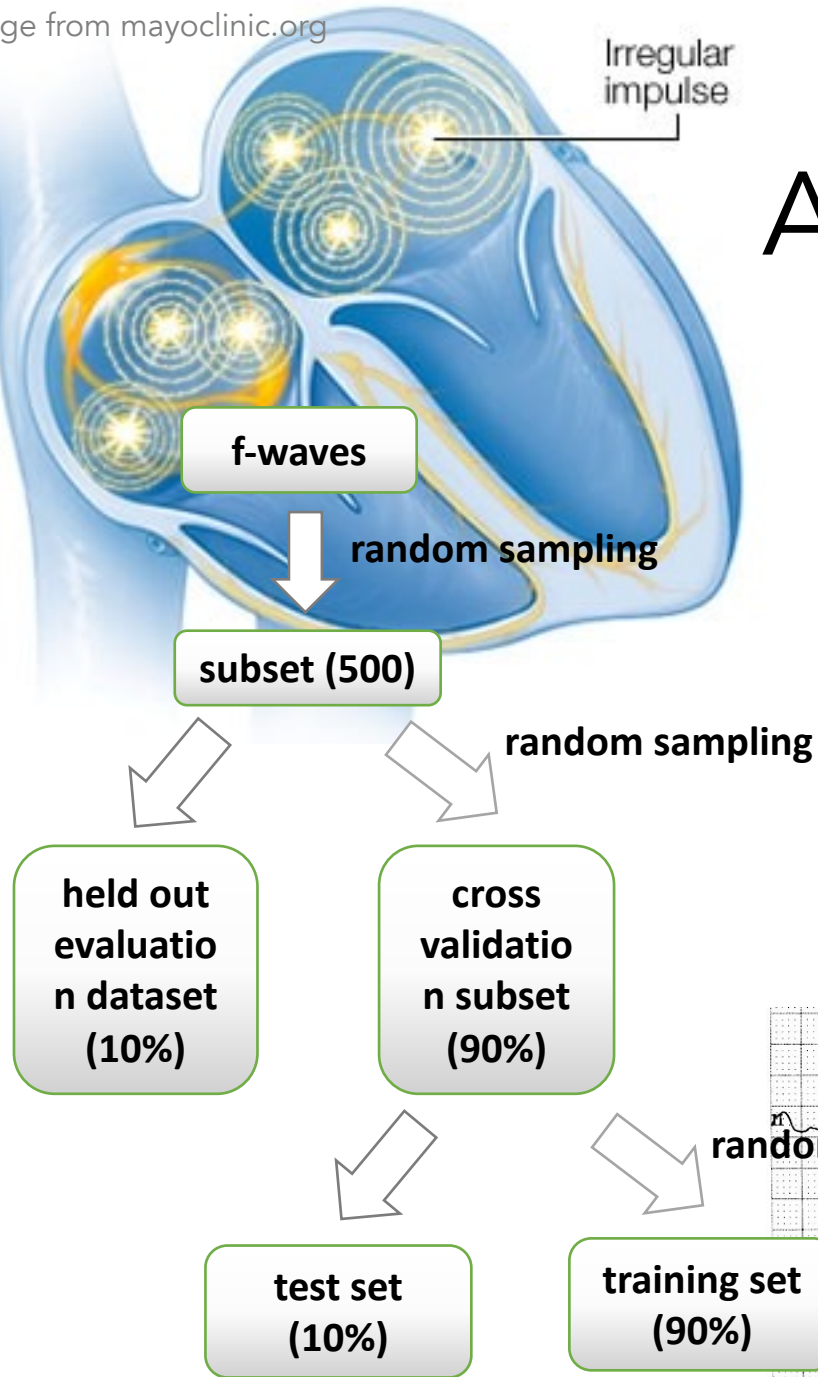 ge from mayoclinic.org
Irregular
impulse
A
f-waves
random sampling
subset (500)
random sampling
held out
evaluatio
n dataset
(10%)
cross
validatio
n subset
(90%)
rando
test set
(10%)
training set
(90%)